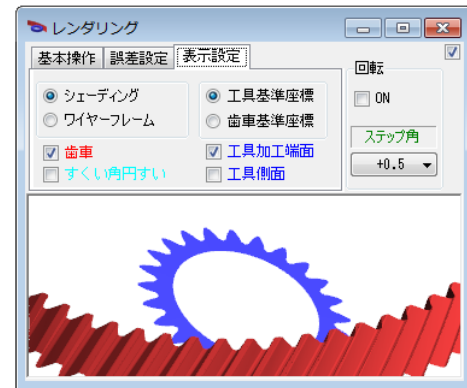 レンダリング
基本操作 誤差設定 表示設定
シェーディング
ワイヤーフレーム
工具基準座標
歯車基準座標
歯車
すくい角円すい
工具加工端面
工具側面
回転
ON
ステップ角
+0.5